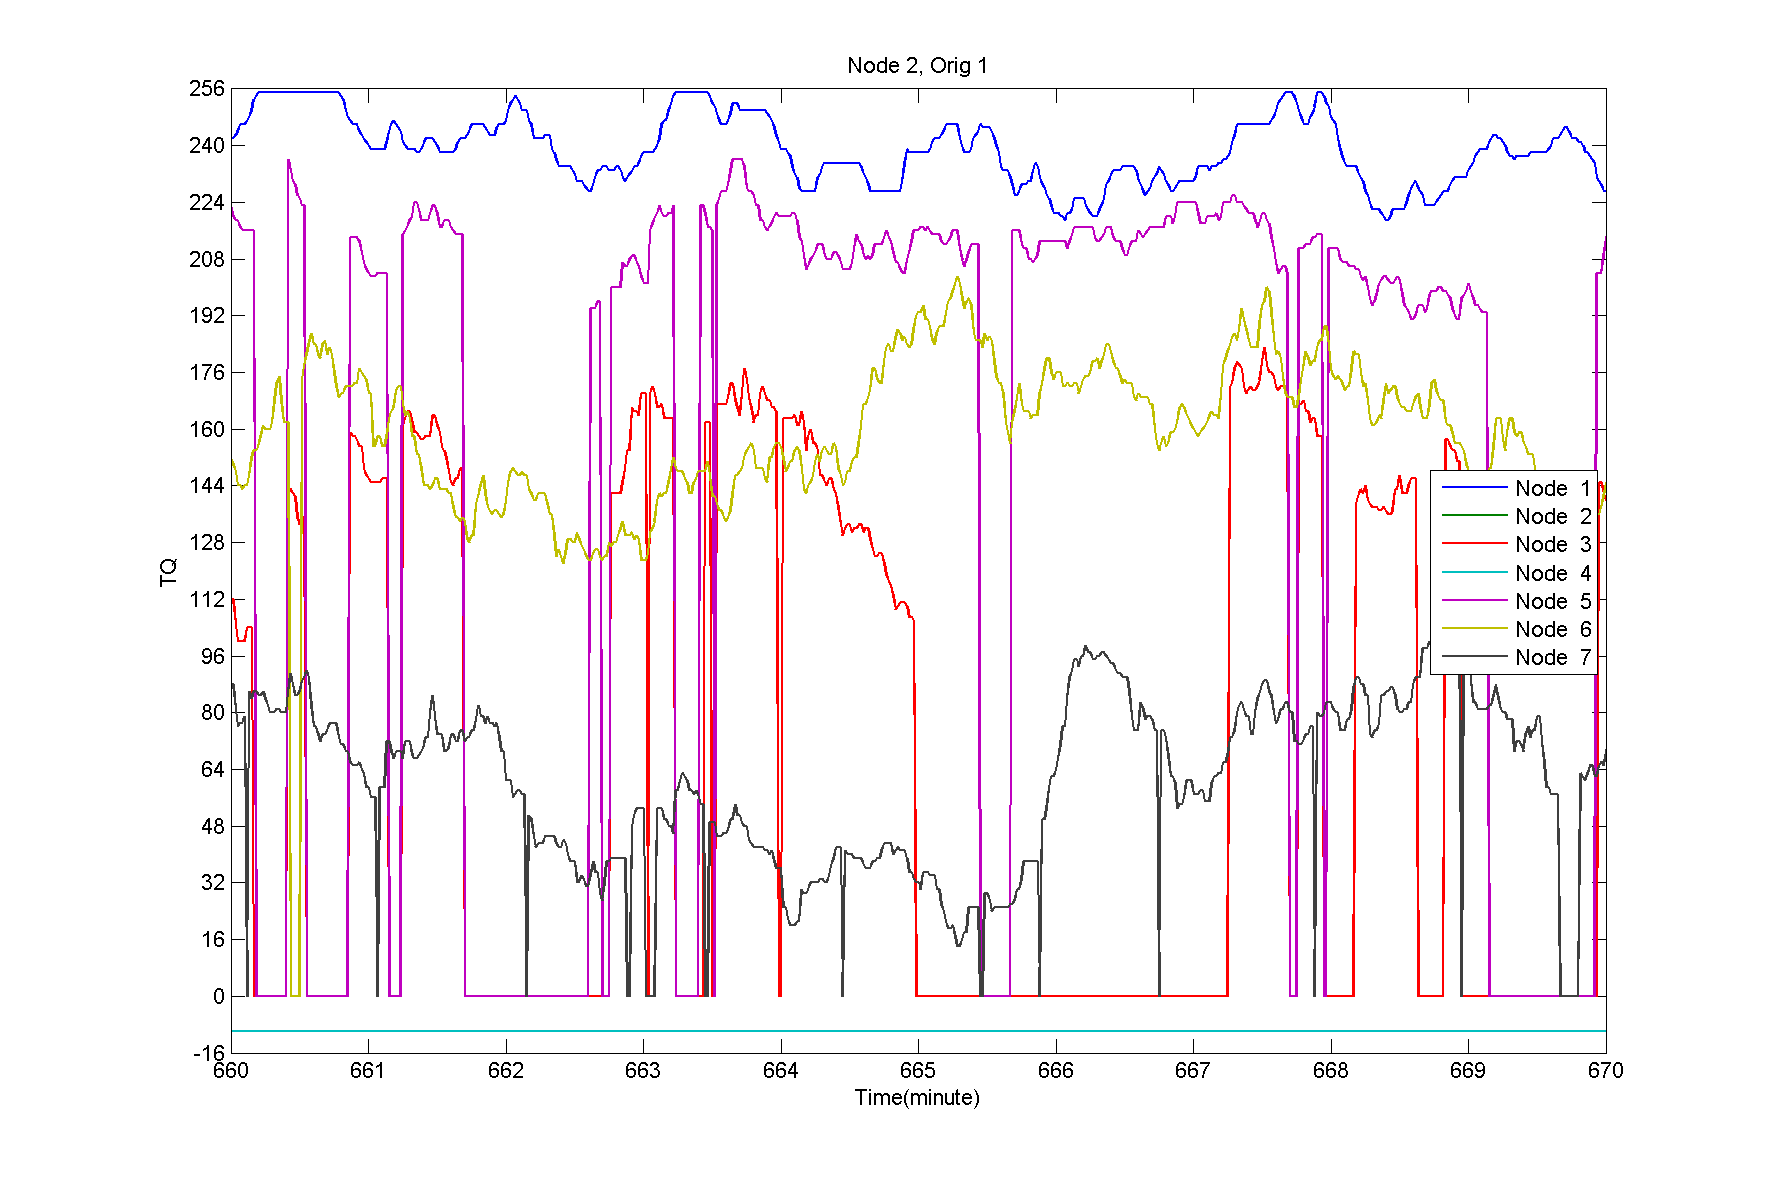 Node 2, Orig 1
256
240
224
208
192
176
160
144
128
112
96
80
64
48
32
16
0
-16
TQ
Node 1
Node 2
Node 3
Node 4
Node 5
Node 6
Node 7
660 661 662 663 664 665 666 667 668 669 670
Time(minute)